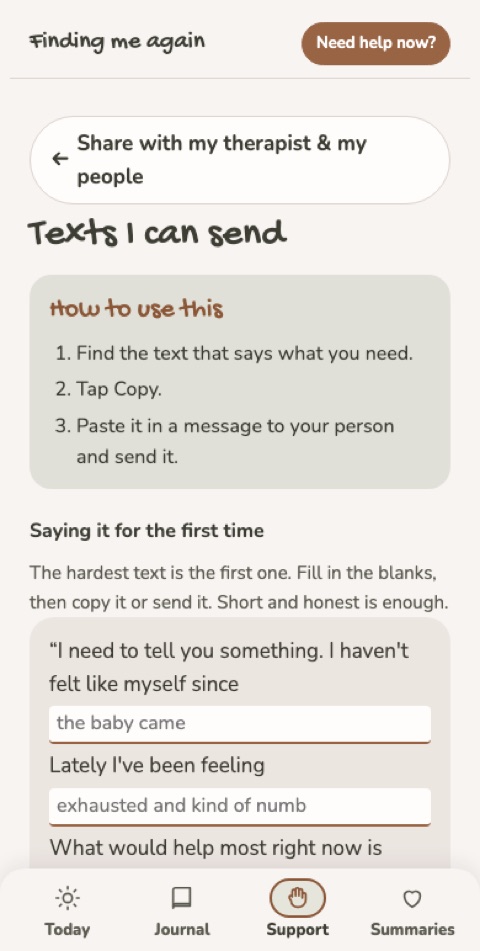 Finding me again
Need help now?
Share with my therapist & my
people
Texts I can send
How to use this
1. Find the text that says what you need.
2. Tap Copy.
3. Paste it in a message to your person
and send it.
Saying it for the first time
The hardest text is the first one. Fill in the blanks,
then copy it or send it. Short and honest is enough.
“I need to tell you something. I haven't
felt like myself since
the baby came
Lately I've been feeling
exhausted and kind of numb
What would help most right now is
Today
Journal
Support
Summaries